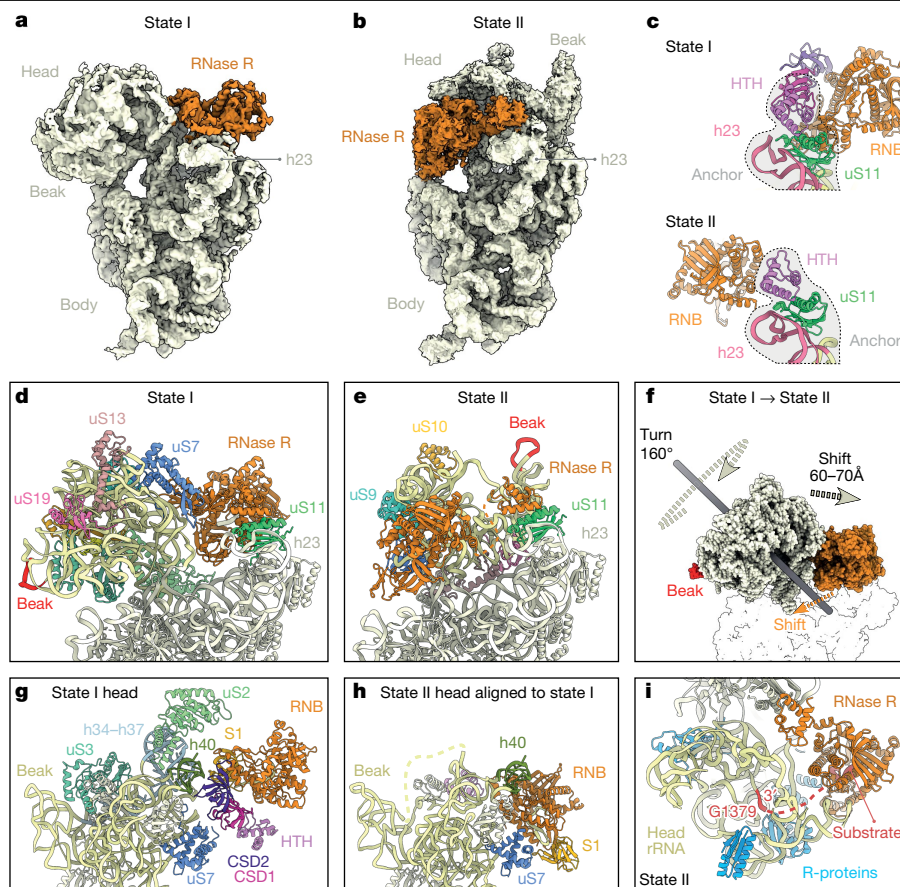 a
State I
Head
RNase R
h23
Beak
Body
b
State II
Head
Beak
RNase R
h23
Body
c
State I
HTH
h23
RNB
Anchor
uS11
State II
HTH
uS11
RNB
Anchor
h23
d
State I
uS13
uS7
RNase R
uS19
uS11
h23
Beak
e
State II
uS10
Beak
RNase R
uS9
uS11
h23
f
State I → State II
Turn
160°
Shift
60–70Å
Beak
Shift
g
State I head
uS2
RNB
h34–h37
S1
uS3
h40
Beak
HTH
CSD2
uS7
CSD1
h
State II head aligned to state I
h40
Beak
RNB
S1
uS7
i
RNase R
3′
G1379
Substrate
Head
rRNA
R-proteins
State II